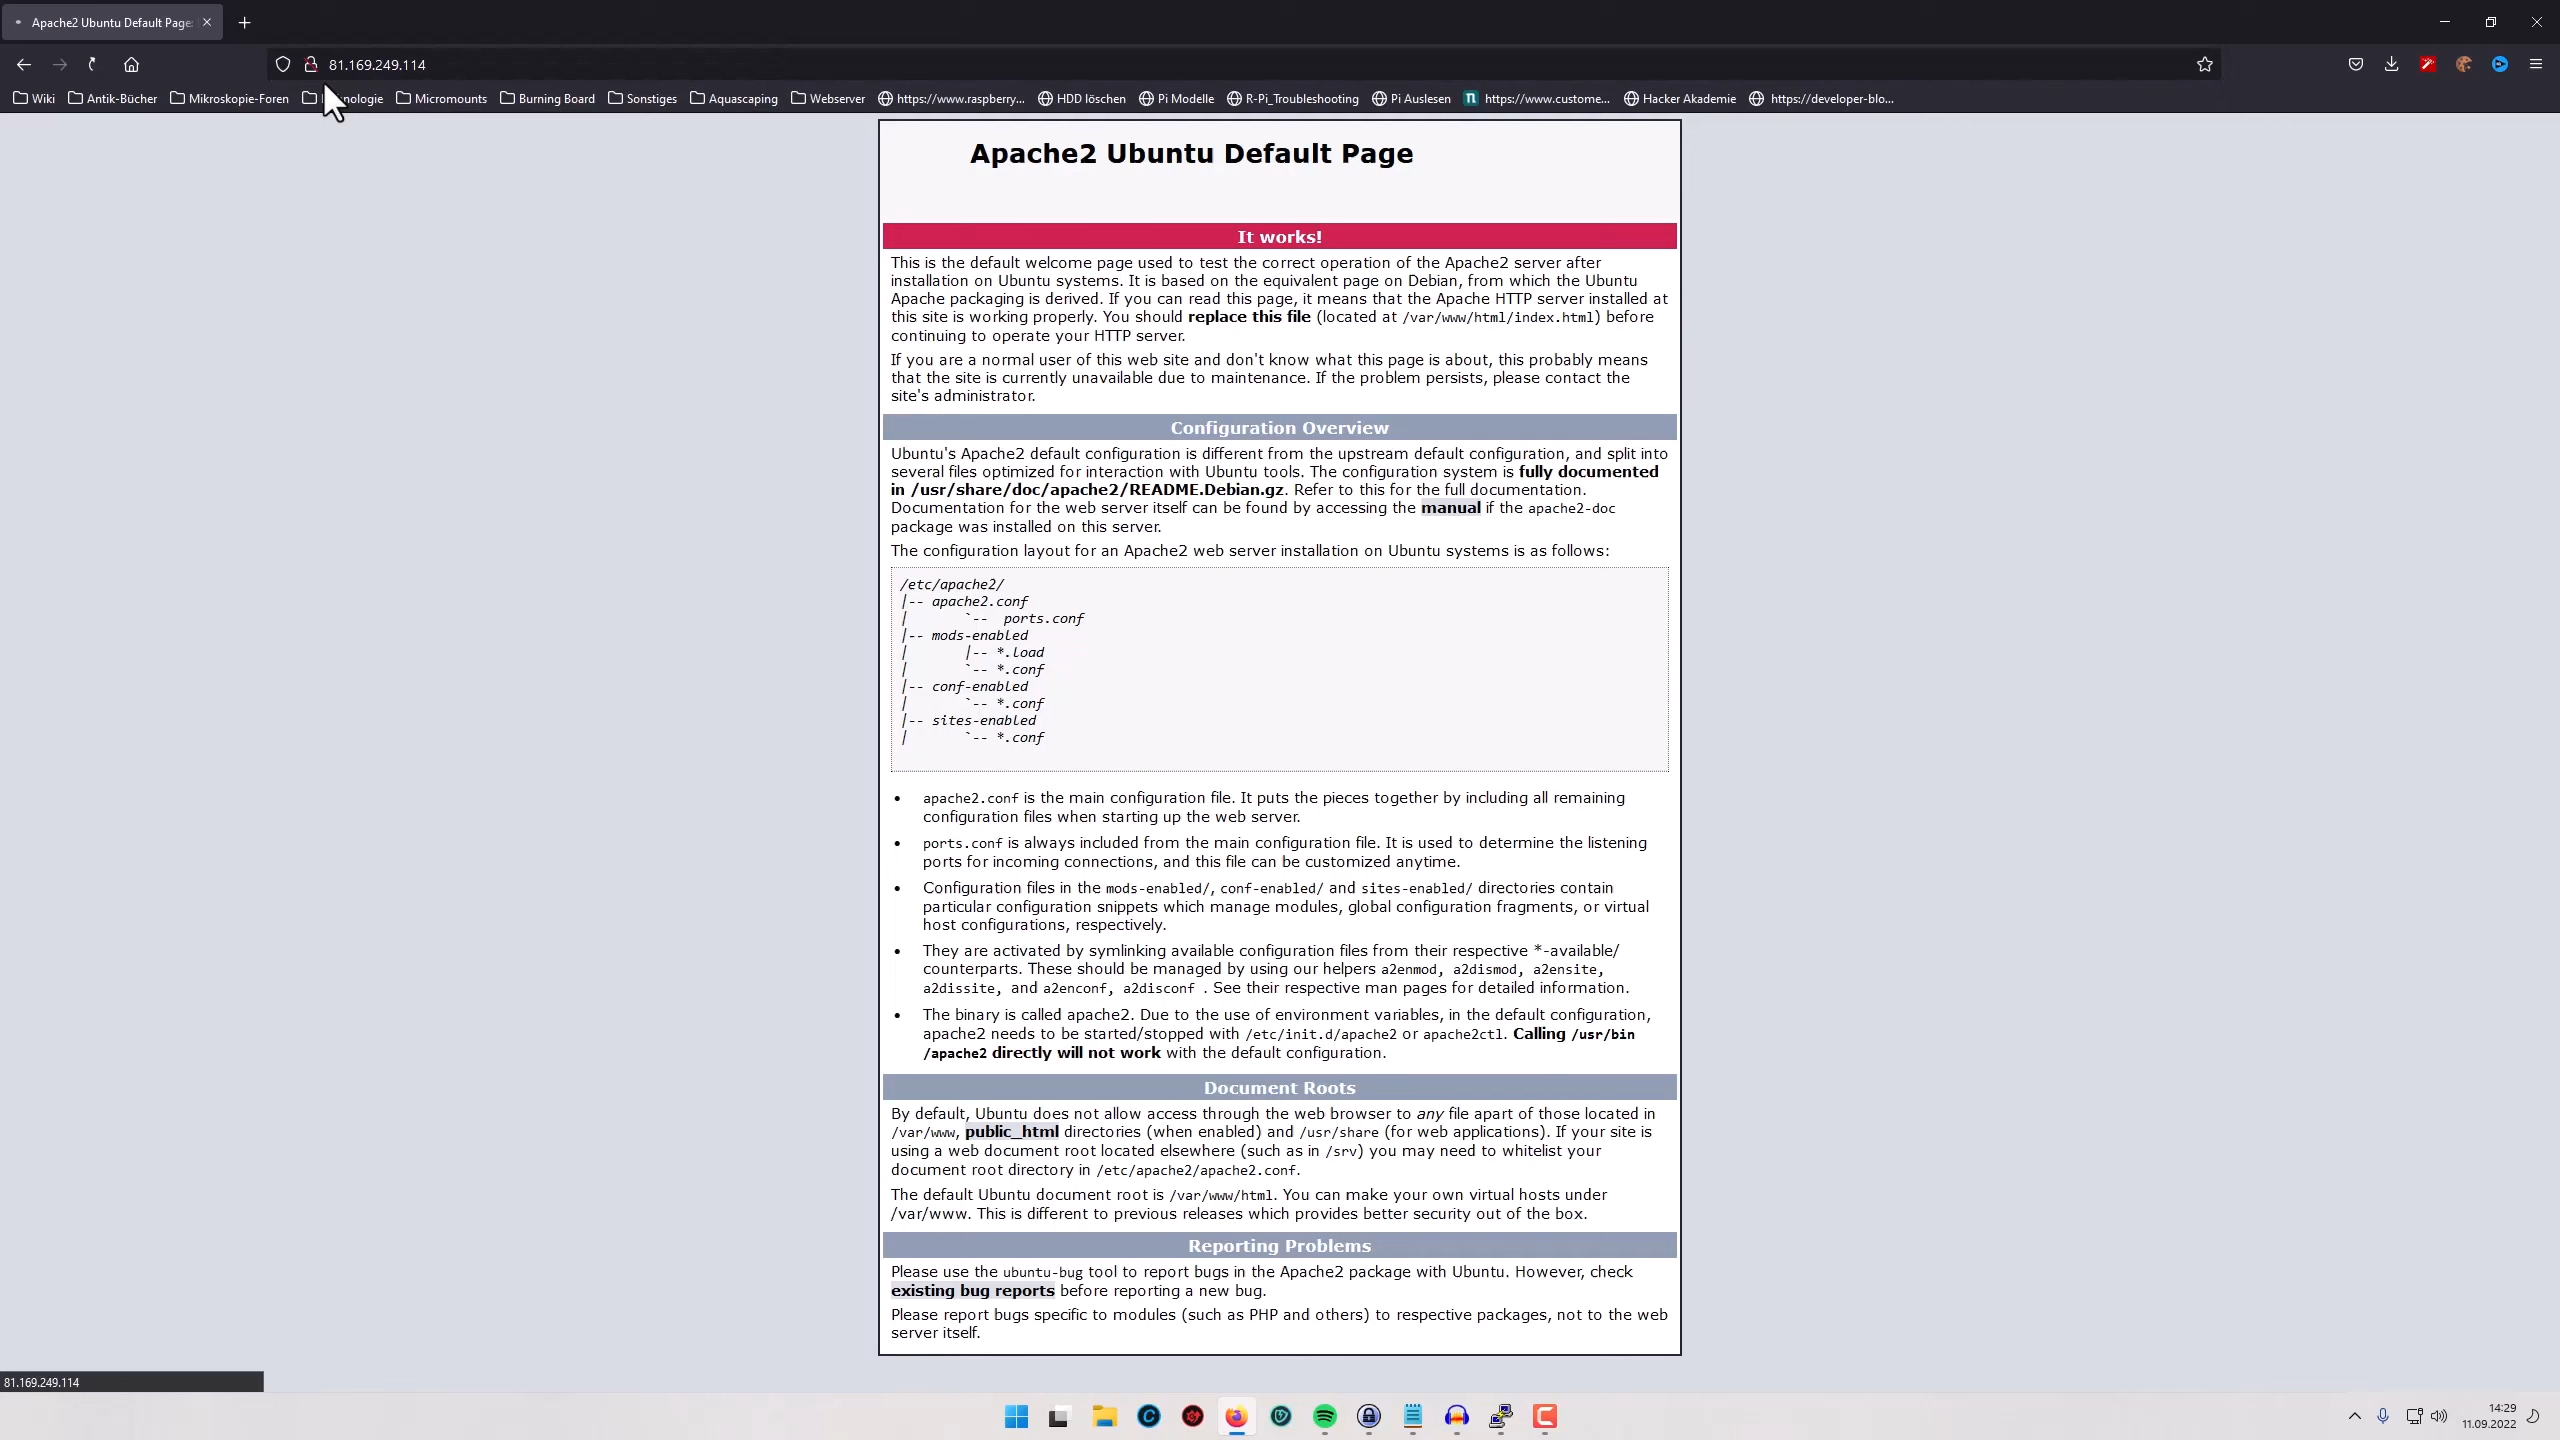 Apache2 Ubuntu Default Page:
81.169.249.114
Wiki Antik-Bücher Mikroskopie-Foren Micromounts Burning Board Sonstiges Aquascaping Webserver https://www.raspberry... HDD löschen Pi Modelle R-Pi_Troubleshooting Pi Auslesen https://www.custome... Hacker Akademie https://developer-blo...
Apache2 Ubuntu Default Page
It works!
This is the default welcome page used to test the correct operation of the Apache2 server after
installation on Ubuntu systems. It is based on the equivalent page on Debian, from which the Ubuntu
Apache packaging is derived. If you can read this page, it means that the Apache HTTP server installed at
this site is working properly. You should replace this file (located at /var/www/html/index.html) before
continuing to operate your HTTP server.
If you are a normal user of this web site and don't know what this page is about, this probably means
that the site is currently unavailable due to maintenance. If the problem persists, please contact the
site's administrator.
Configuration Overview
Ubuntu's Apache2 default configuration is different from the upstream default configuration, and split into
several files optimized for interaction with Ubuntu tools. The configuration system is fully documented
in /usr/share/doc/apache2/README.Debian.gz. Refer to this for the full documentation.
Documentation for the web server itself can be found by accessing the manual if the apache2-doc
package was installed on this server.
The configuration layout for an Apache2 web server installation on Ubuntu systems is as follows:
/etc/apache2/
|-- apache2.conf
|       `--  ports.conf
|-- mods-enabled
|       |-- *.load
|       `-- *.conf
|-- conf-enabled
|       `-- *.conf
|-- sites-enabled
|       `-- *.conf
• apache2.conf is the main configuration file. It puts the pieces together by including all remaining
configuration files when starting up the web server.
• ports.conf is always included from the main configuration file. It is used to determine the listening
ports for incoming connections, and this file can be customized anytime.
• Configuration files in the mods-enabled/, conf-enabled/ and sites-enabled/ directories contain
particular configuration snippets which manage modules, global configuration fragments, or virtual
host configurations, respectively.
• They are activated by symlinking available configuration files from their respective *-available/
counterparts. These should be managed by using our helpers a2enmod, a2dismod, a2ensite,
a2dissite, and a2enconf, a2disconf . See their respective man pages for detailed information.
• The binary is called apache2. Due to the use of environment variables, in the default configuration,
apache2 needs to be started/stopped with /etc/init.d/apache2 or apache2ctl. Calling /usr/bin
/apache2 directly will not work with the default configuration.
Document Roots
By default, Ubuntu does not allow access through the web browser to any file apart of those located in
/var/www, public_html directories (when enabled) and /usr/share (for web applications). If your site is
using a web document root located elsewhere (such as in /srv) you may need to whitelist your
document root directory in /etc/apache2/apache2.conf.
The default Ubuntu document root is /var/www/html. You can make your own virtual hosts under
/var/www. This is different to previous releases which provides better security out of the box.
Reporting Problems
Please use the ubuntu-bug tool to report bugs in the Apache2 package with Ubuntu. However, check
existing bug reports before reporting a new bug.
Please report bugs specific to modules (such as PHP and others) to respective packages, not to the web
server itself.
81.169.249.114
14:29
11.09.2022